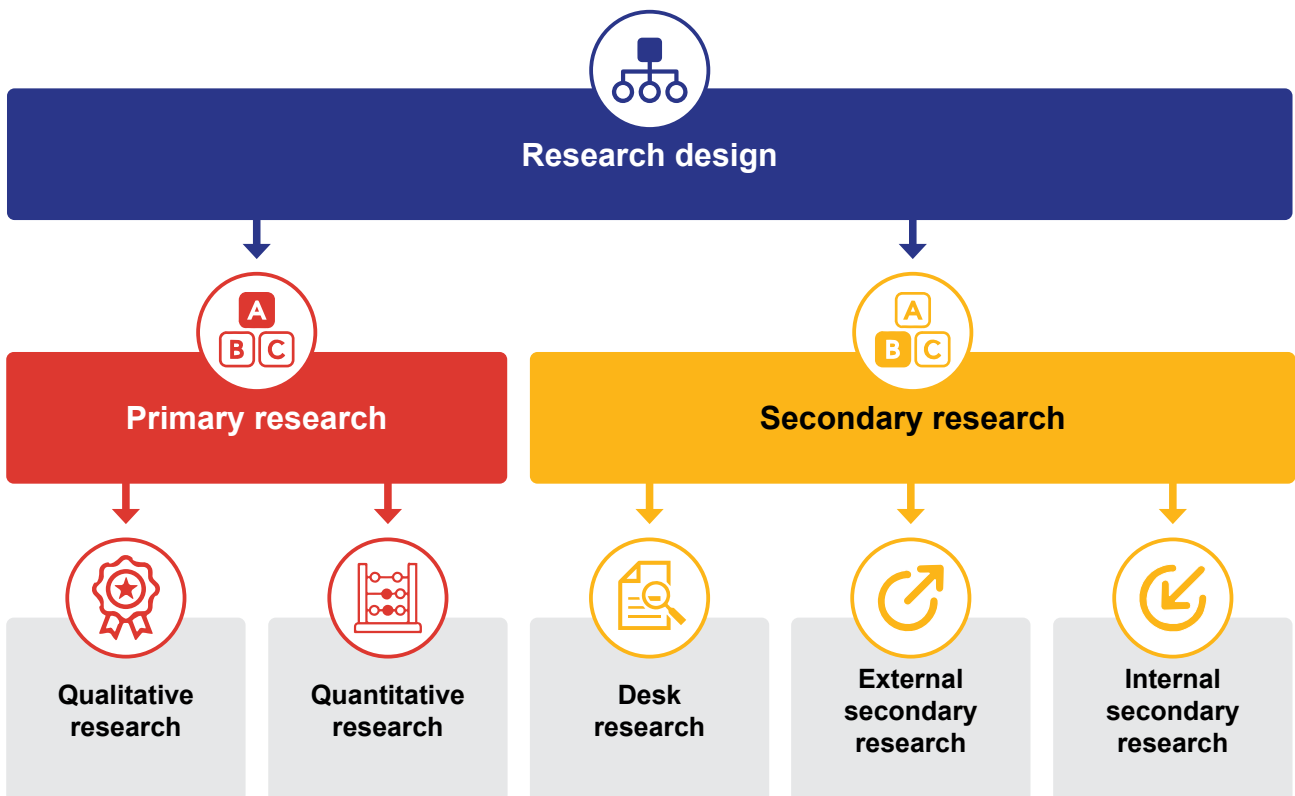 Research design
A
B C
A
B C
Primary research
Secondary research
Qualitative
research
Quantitative
research
Desk
research
External
secondary
research
Internal
secondary
research